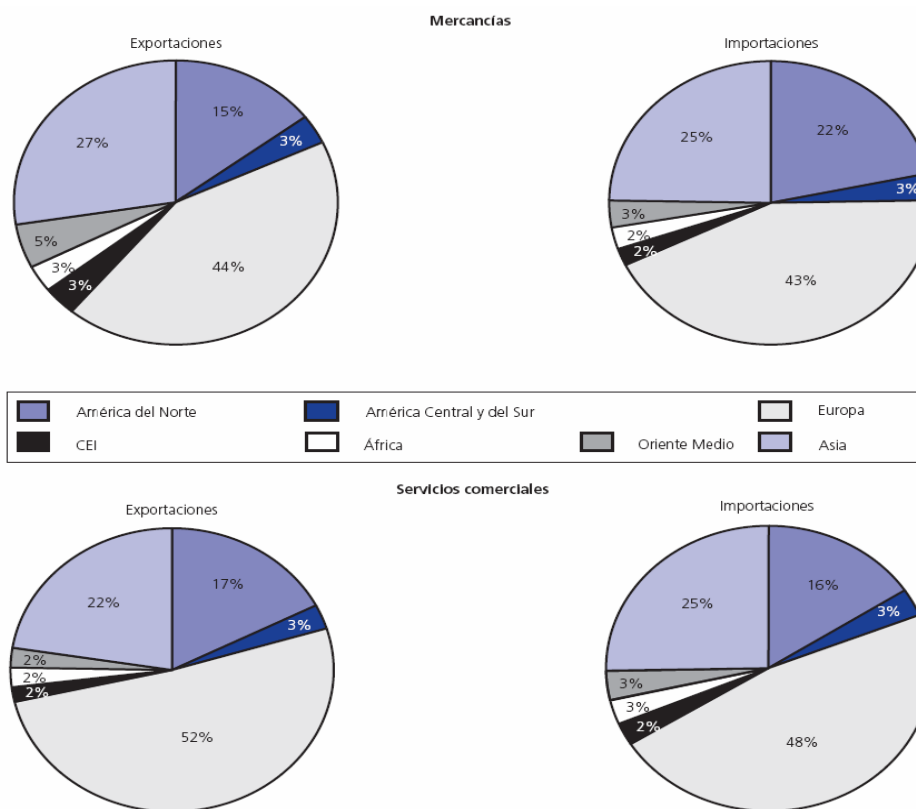 Mercancías
Exportaciones
Importaciones
15%
3%
44%
3%
3%
5%
27%
22%
3%
43%
2%
2%
3%
25%
América del Norte
América Central y del Sur
Europa
CEI
África
Oriente Medio
Asia
Servicios comerciales
Exportaciones
Importaciones
17%
3%
52%
2%
2%
2%
22%
16%
3%
48%
2%
3%
3%
25%